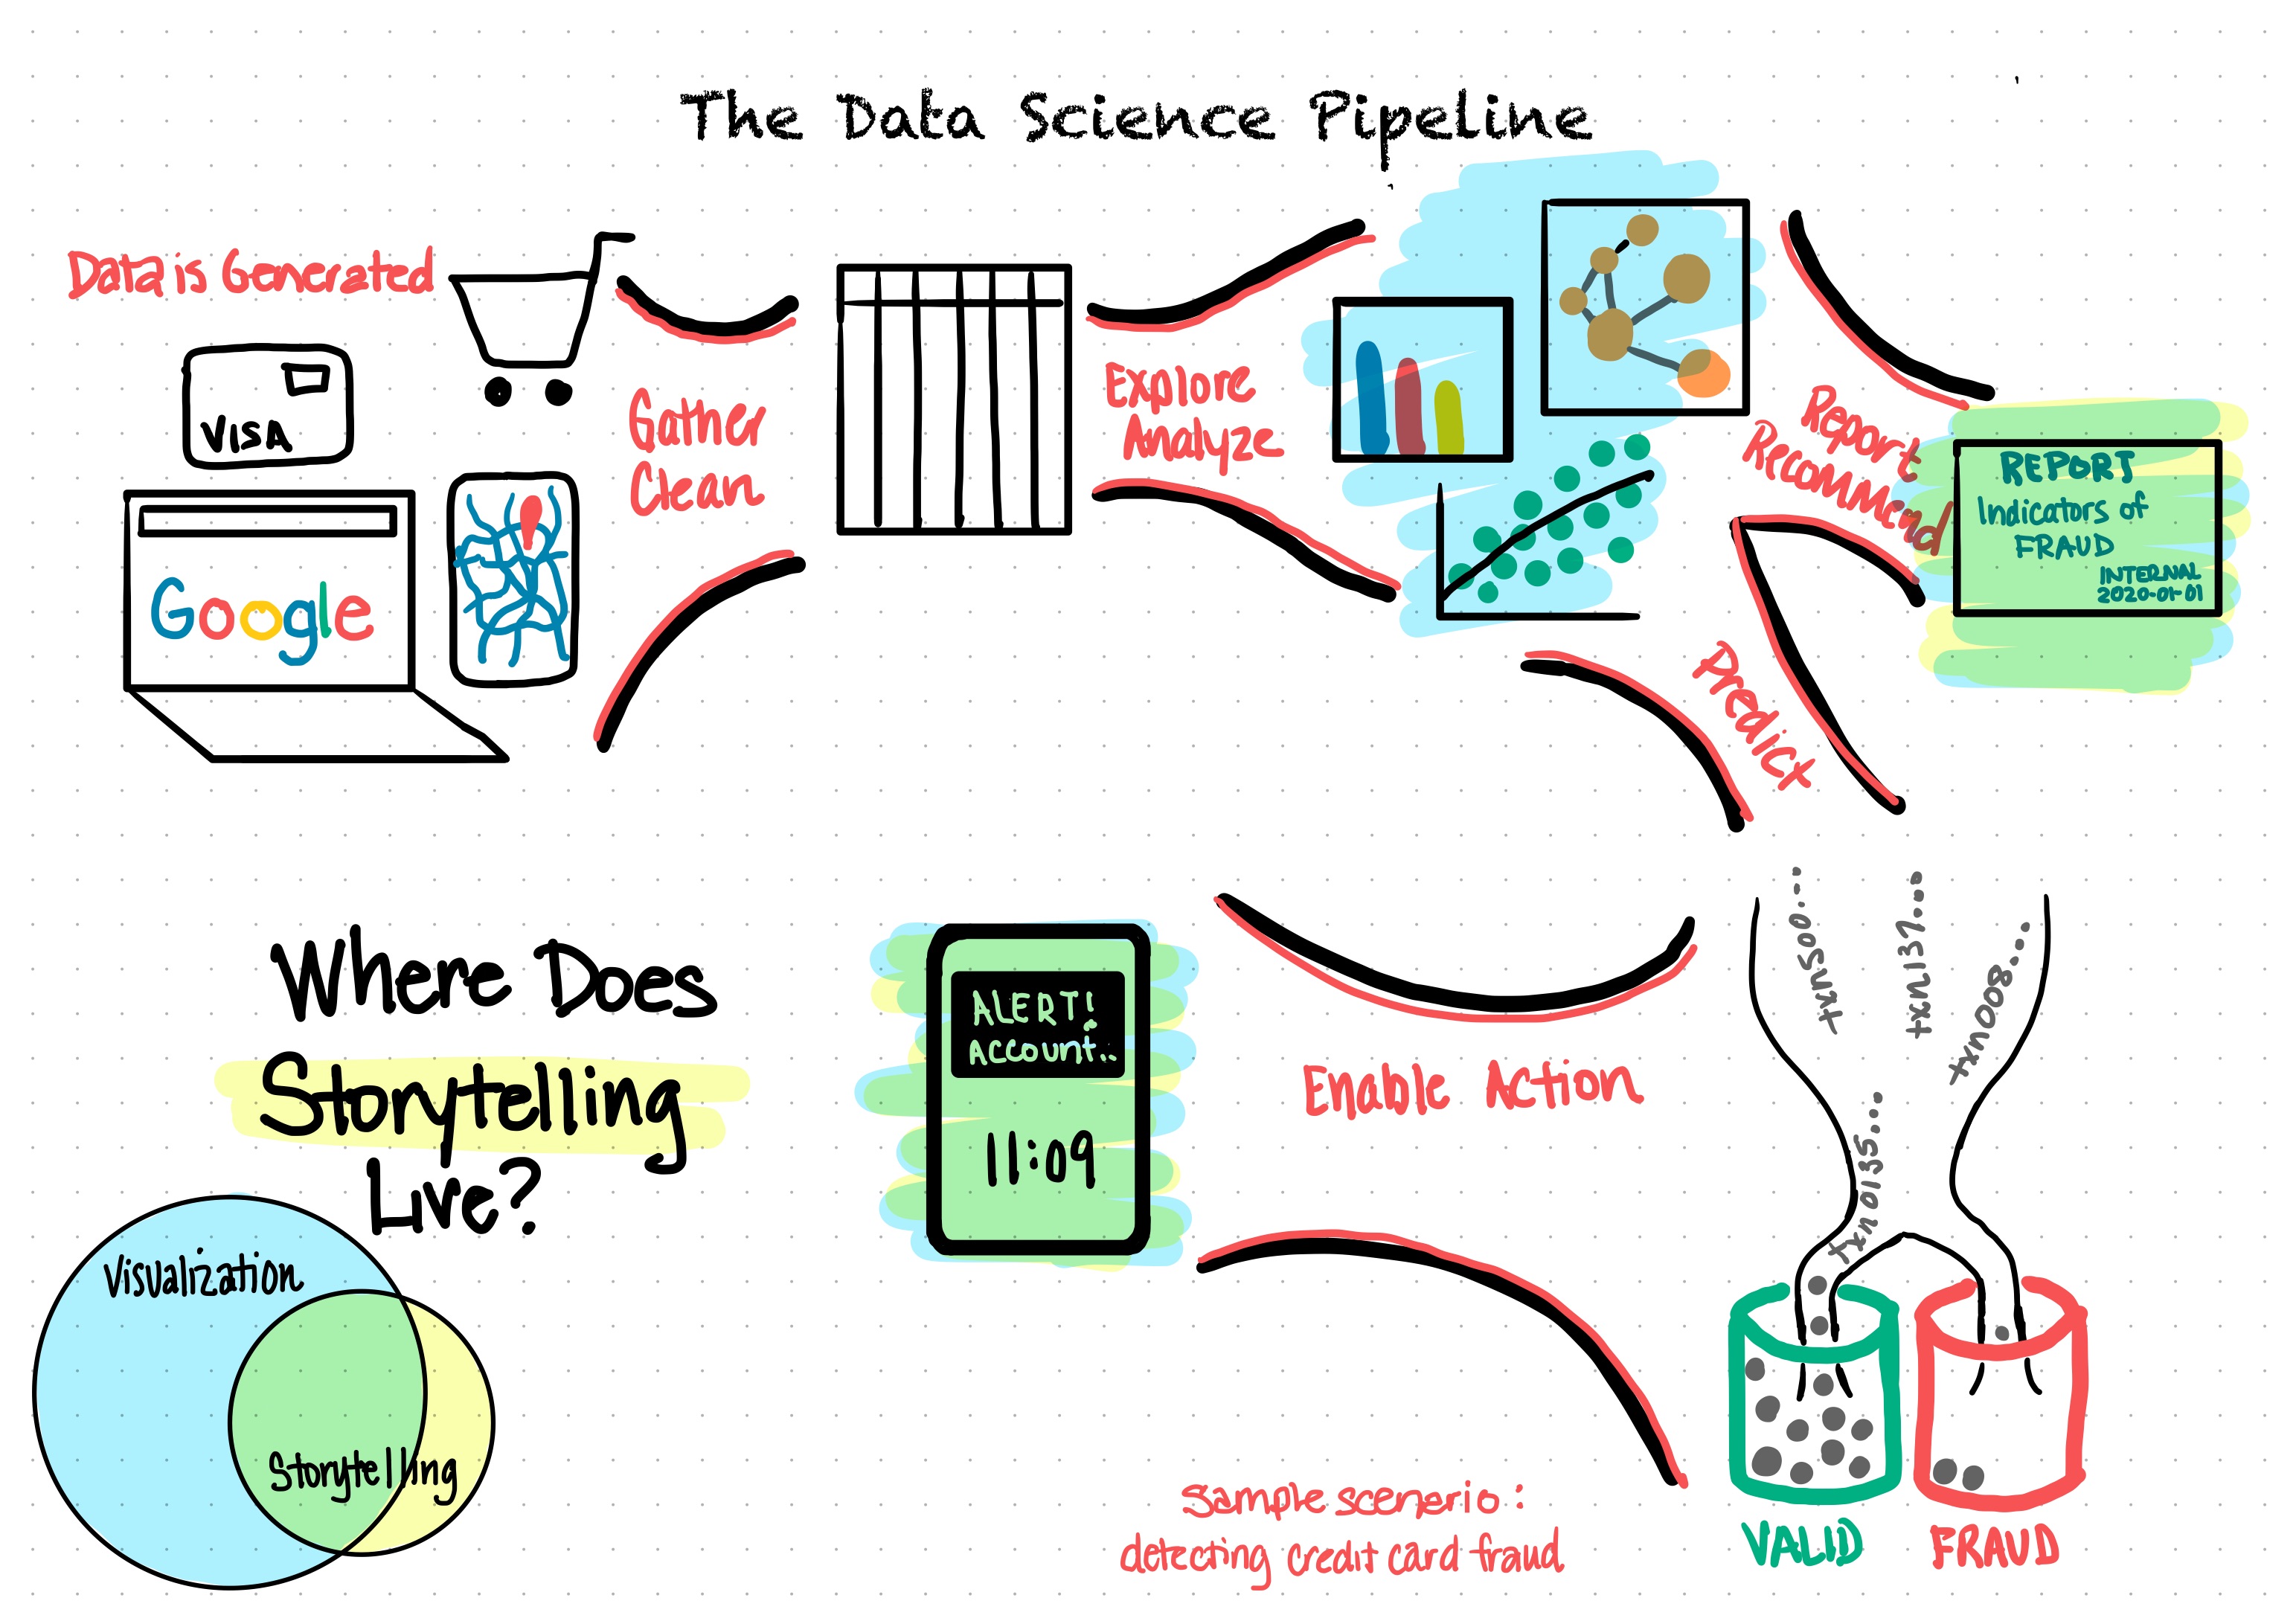 The Data Science Pipeline
Data is Generated
VISA
Google
Gather
Clean
Explore
Analyze
Report
Recommend
REPORT
Indicators of
FRAUD
INTERNAL
2020-01-01
Predict
Where Does
Storytelling
Live?
Visualization
Storytelling
ALERT!
Account..
11:09
Enable Action
txn500...
txn137...
txn008...
txn0135...
VALID
FRAUD
Sample scenerio:
detecting credit card fraud